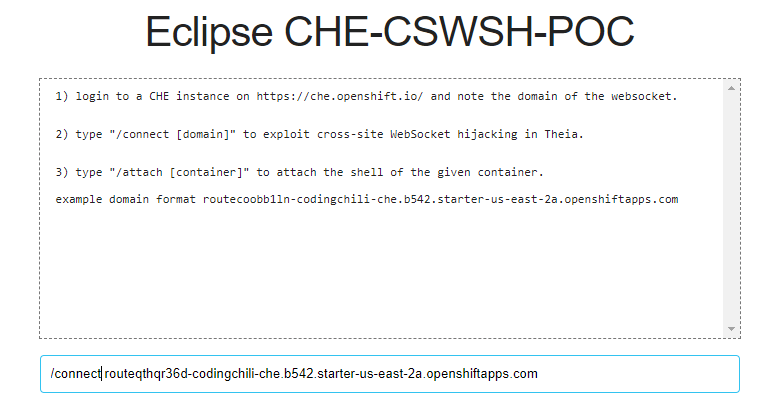 Eclipse CHE-CSWSH-POC
1) login to a CHE instance on https://che.openshift.io/ and note the domain of the websocket.
2) type "/connect [domain]" to exploit cross-site WebSocket hijacking in Theia.
3) type "/attach [container]" to attach the shell of the given container.
example domain format routecoobb1ln-codingchili-che.b542.starter-us-east-2a.openshiftapps.com
/connect routeqthqr36d-codingchili-che.b542.starter-us-east-2a.openshiftapps.com